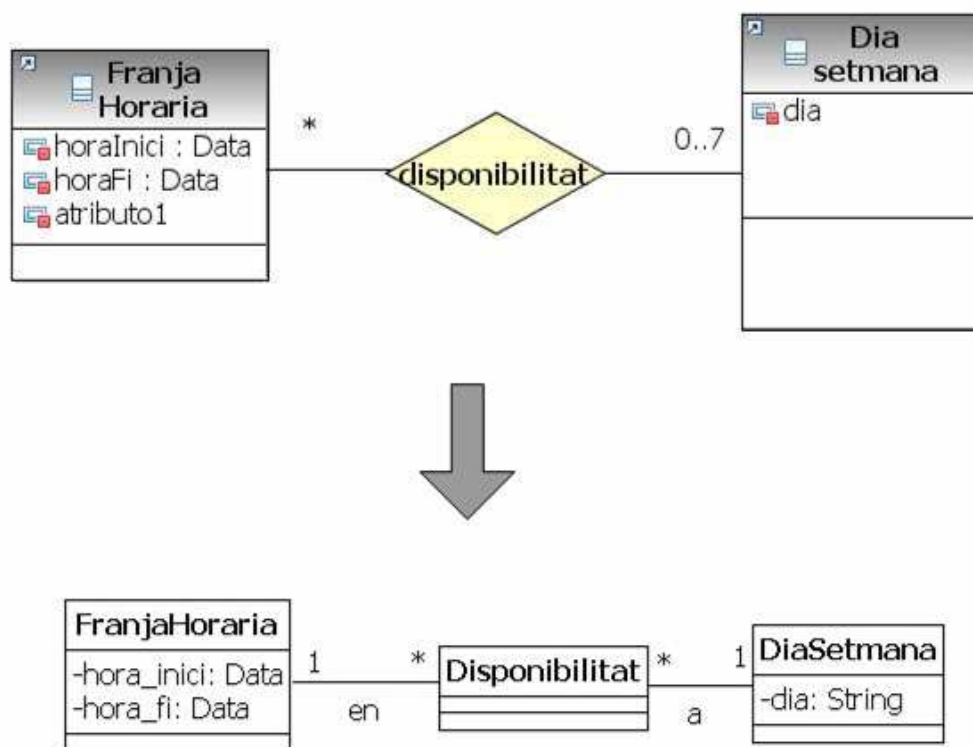 Franja
Horaria
horaInici : Data
horaFi : Data
atributo1
*
disponibilitat
0..7
Dia
setmana
dia
FranjaHoraria
-hora_inici: Data
-hora_fi: Data
1
en
*
Disponibilitat
*
a
1
DiaSetmana
-dia: String